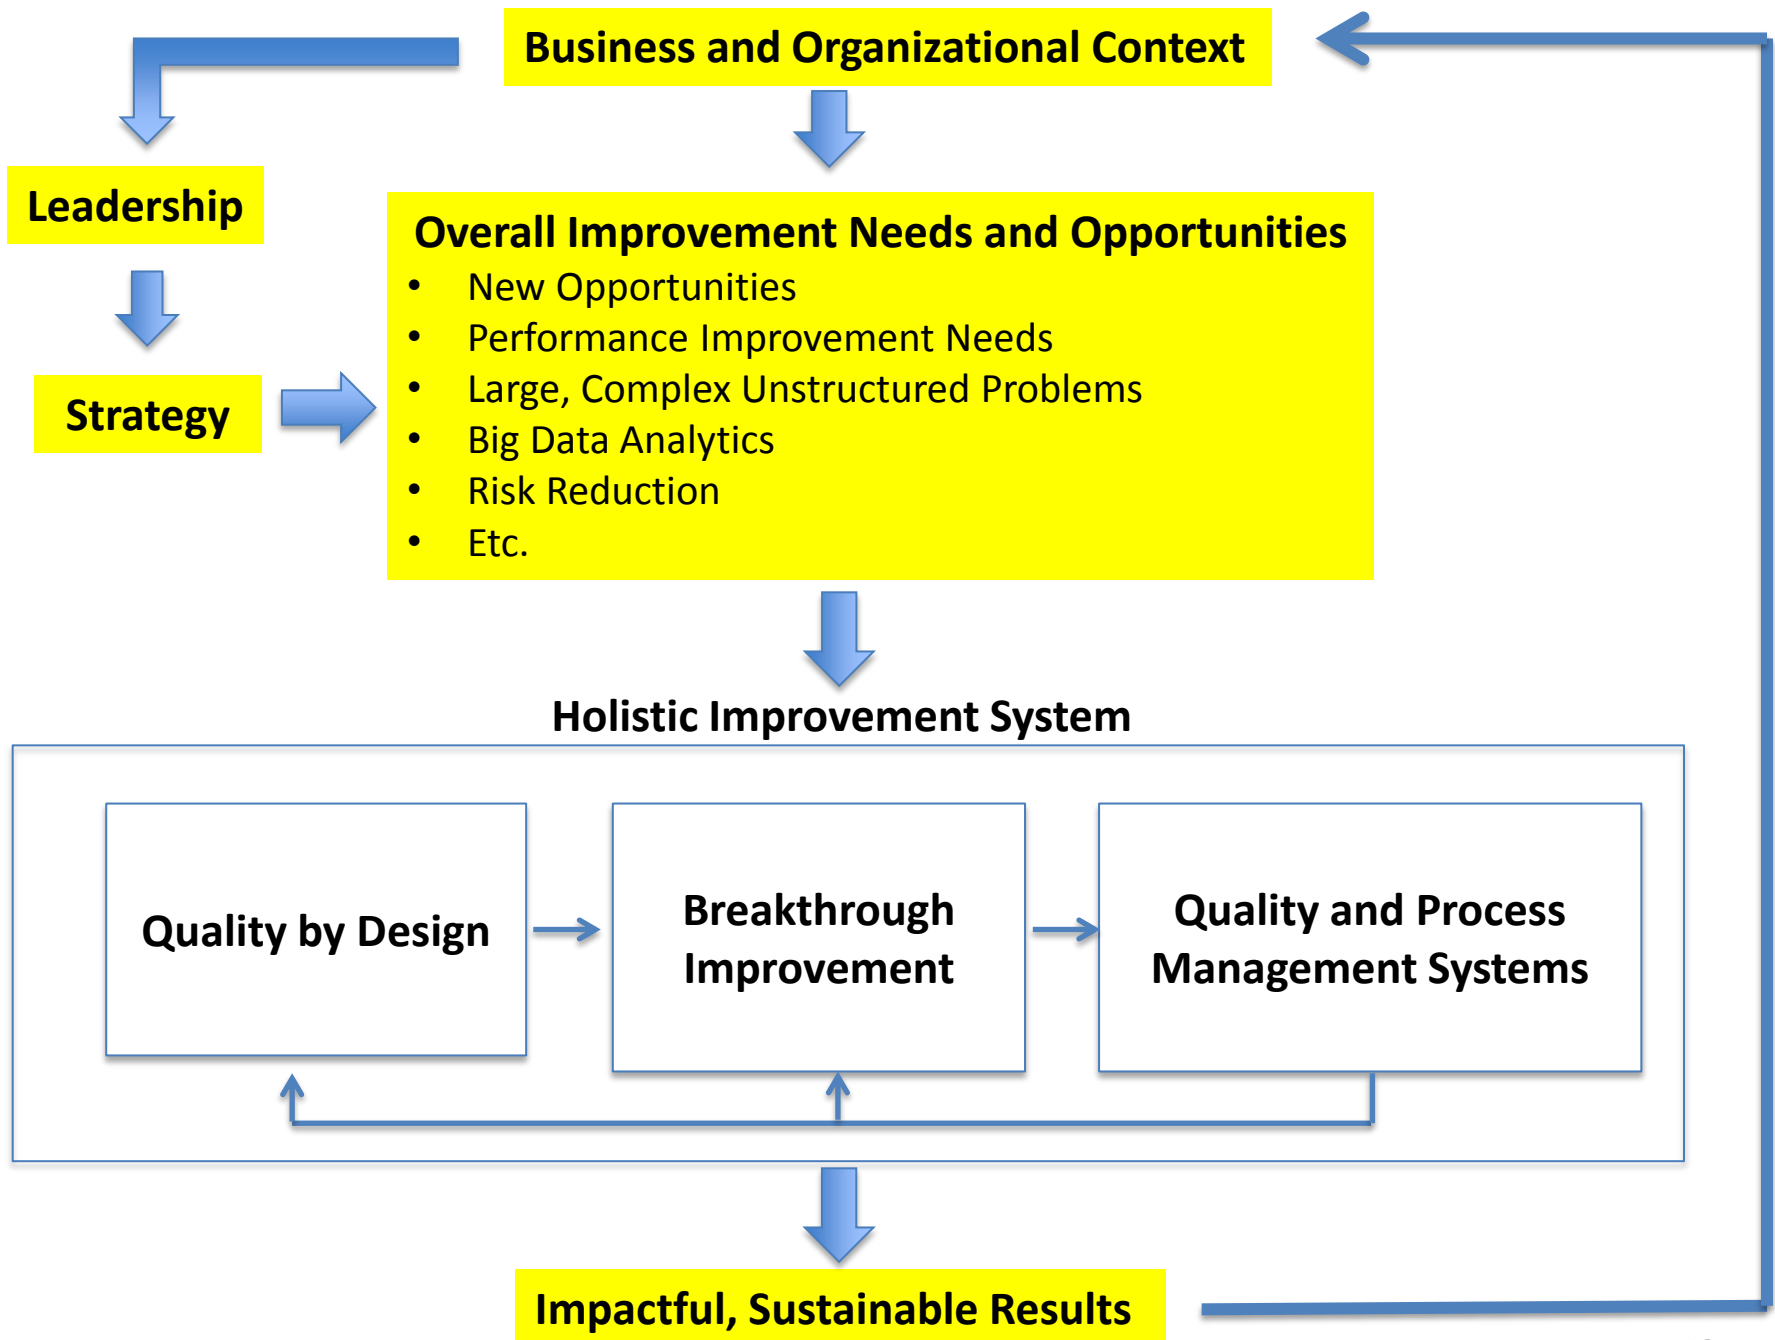 Business and Organizational Context
Leadership
Overall Improvement Needs and Opportunities
• New Opportunities
• Performance Improvement Needs
• Large, Complex Unstructured Problems
• Big Data Analytics
• Risk Reduction
• Etc.
Strategy
Holistic Improvement System
Quality by Design
Breakthrough
Improvement
Quality and Process
Management Systems
Impactful, Sustainable Results